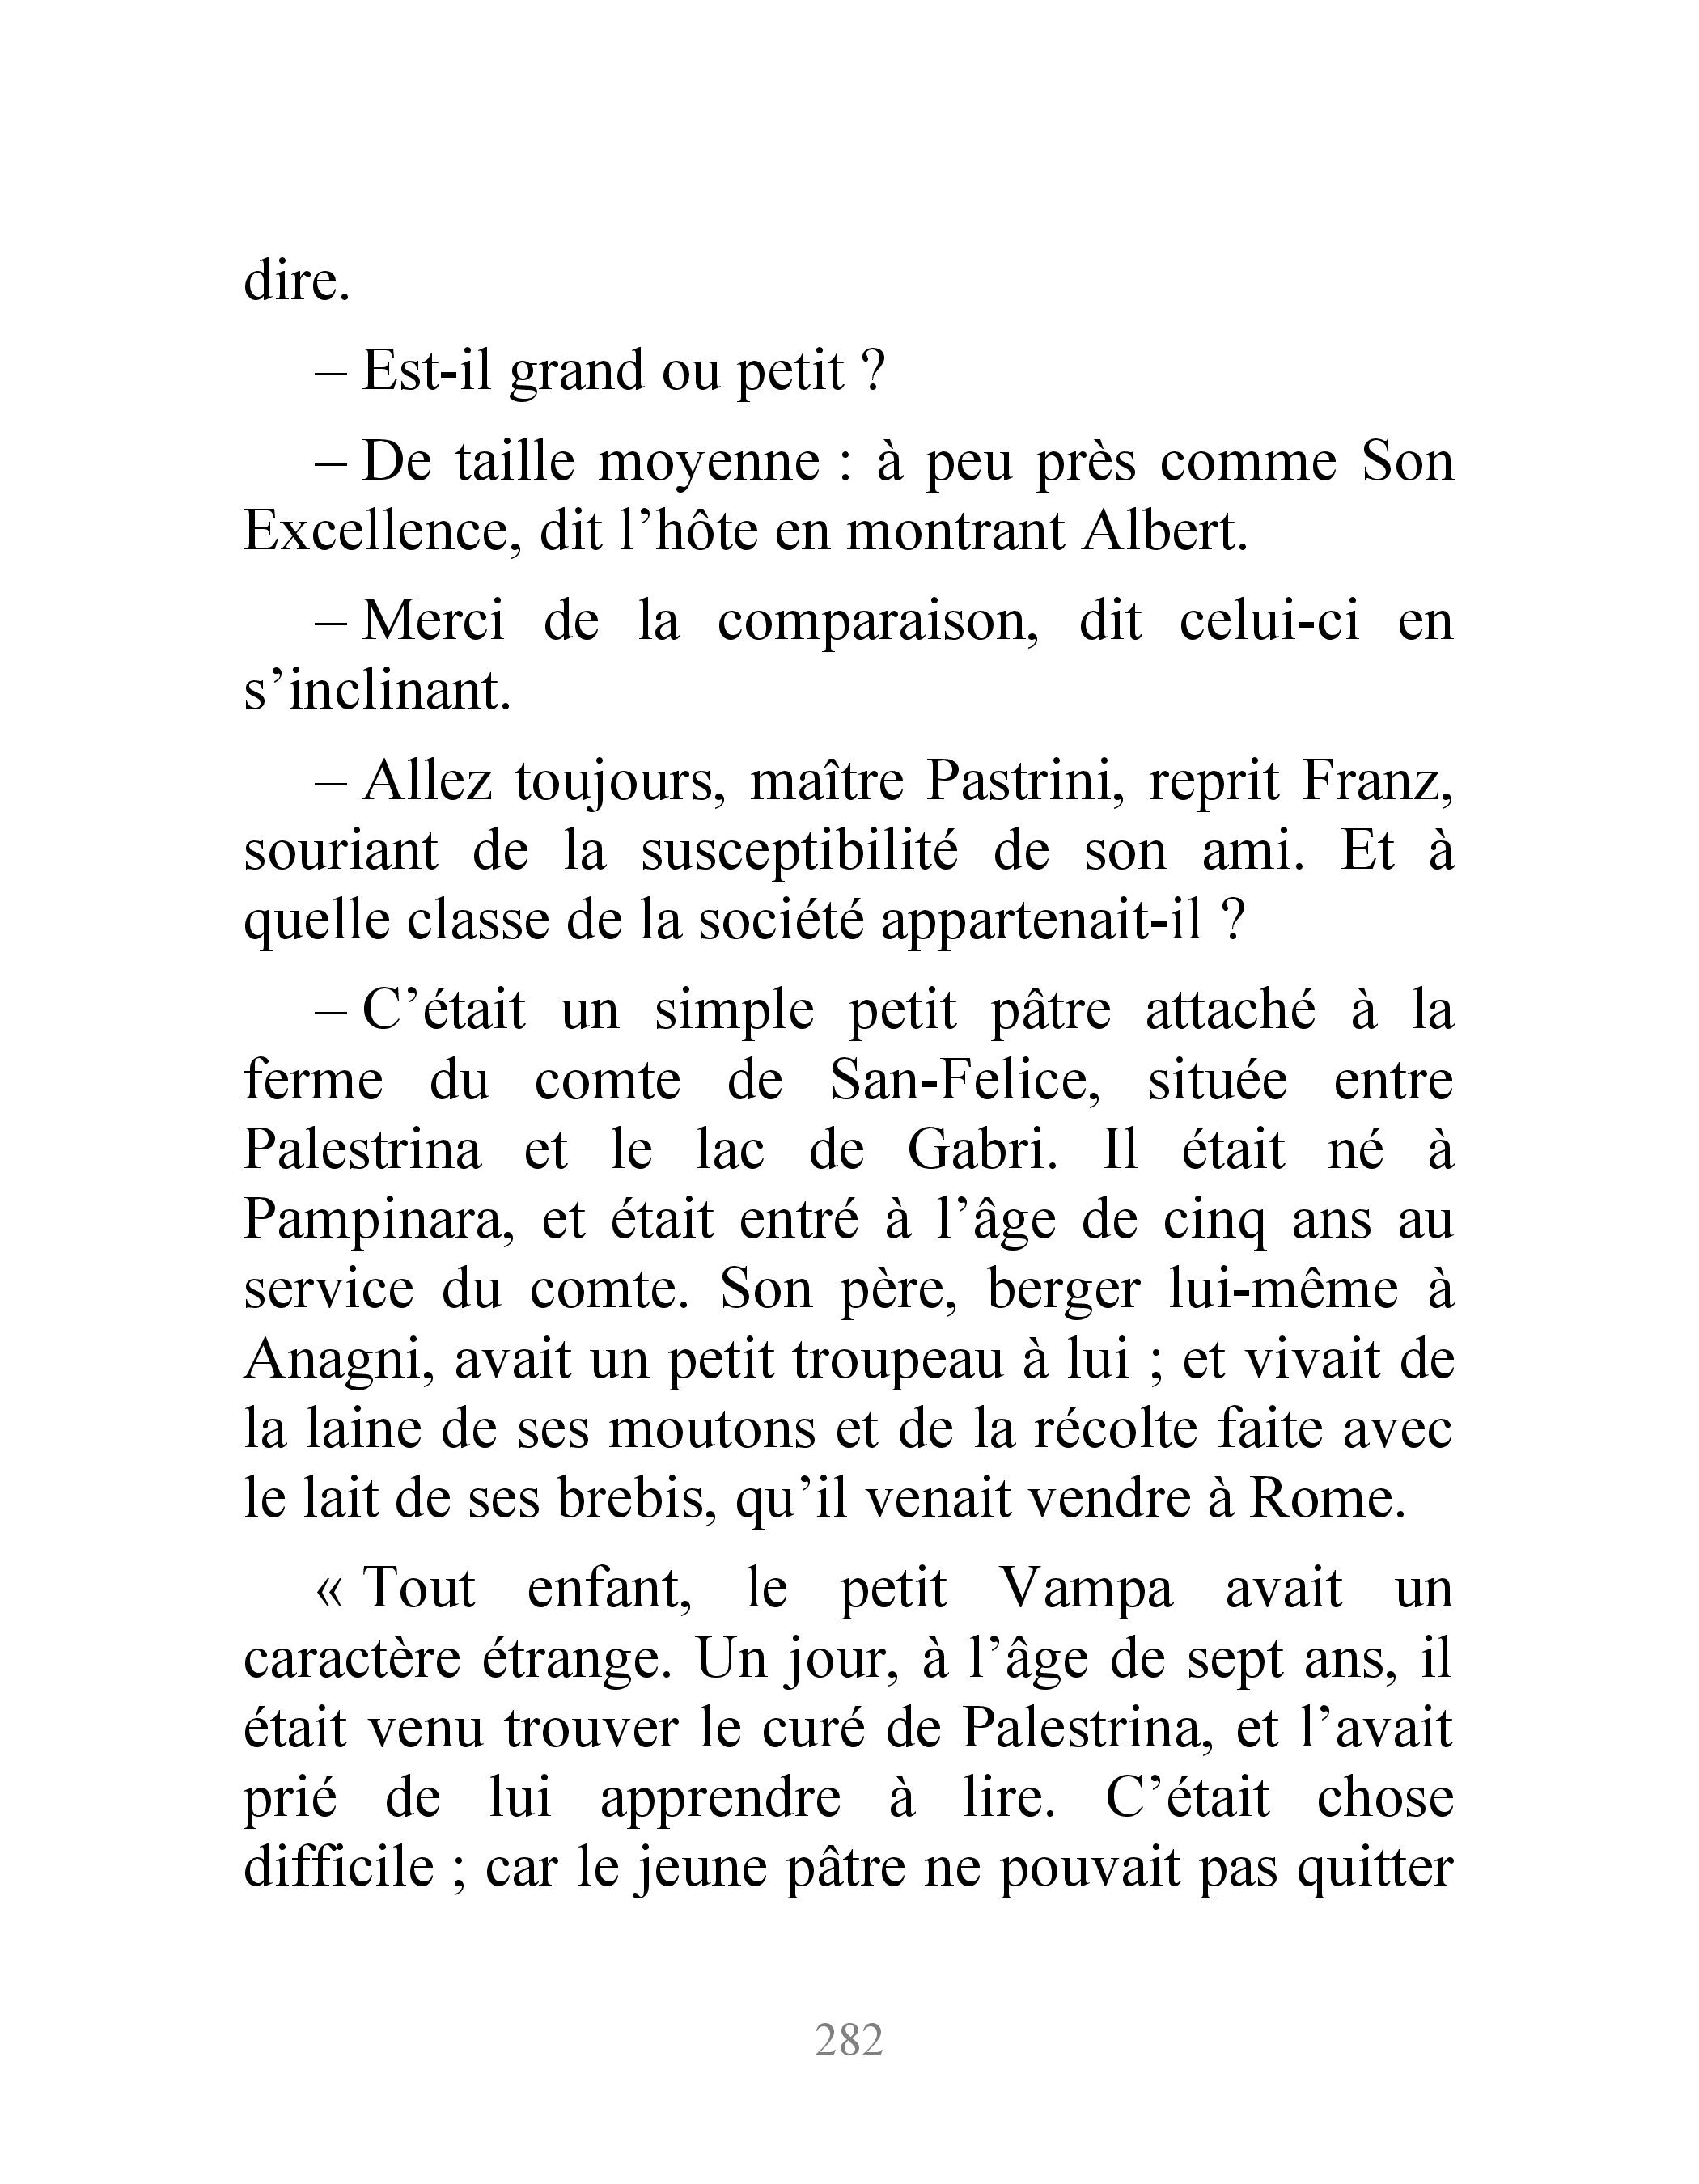 dire.
– Est-il grand ou petit ?
– De taille moyenne : à peu près comme Son
Excellence, dit l’hôte en montrant Albert.
– Merci de la comparaison, dit celui-ci en
s’inclinant.
– Allez toujours, maître Pastrini, reprit Franz,
souriant de la susceptibilité de son ami. Et à
quelle classe de la société appartenait-il ?
– C’était un simple petit pâtre attaché à la
ferme du comte de San-Felice, située entre
Palestrina et le lac de Gabri. Il était né à
Pampinara, et était entré à l’âge de cinq ans au
service du comte. Son père, berger lui-même à
Anagni, avait un petit troupeau à lui ; et vivait de
la laine de ses moutons et de la récolte faite avec
le lait de ses brebis, qu’il venait vendre à Rome.
« Tout enfant, le petit Vampa avait un
caractère étrange. Un jour, à l’âge de sept ans, il
était venu trouver le curé de Palestrina, et l’avait
prié de lui apprendre à lire. C’était chose
difficile ; car le jeune pâtre ne pouvait pas quitter
282